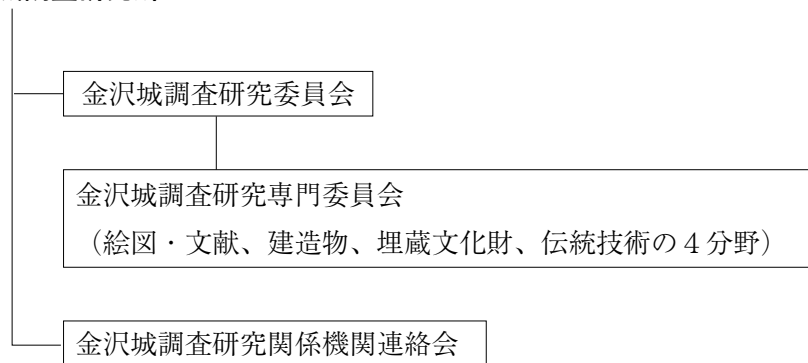 金沢城調査研究委員会
金沢城調査研究専門委員会
（絵図・文献、建造物、埋蔵文化財、伝統技術の４分野）
金沢城調査研究関係機関連絡会